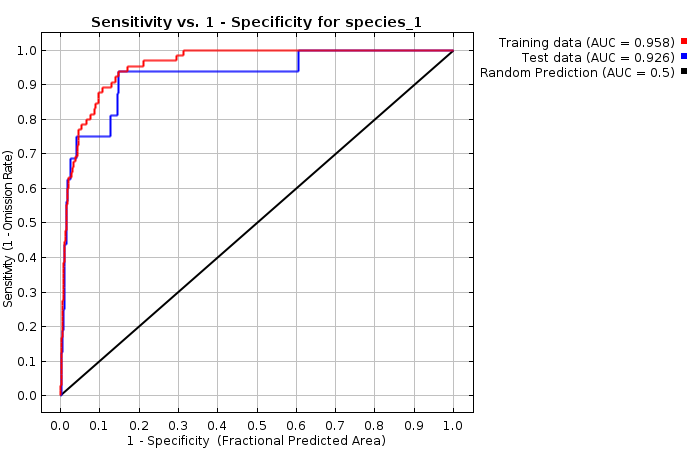 Sensitivity vs. 1 - Specificity for species_1
Training data (AUC = 0.958)
Test data (AUC = 0.926)
Random Prediction (AUC = 0.5)
Sensitivity (1 - Omission Rate)
1.0
0.9
0.8
0.7
0.6
0.5
0.4
0.3
0.2
0.1
0.0
0.0 0.1 0.2 0.3 0.4 0.5 0.6 0.7 0.8 0.9 1.0
1 - Specificity (Fractional Predicted Area)